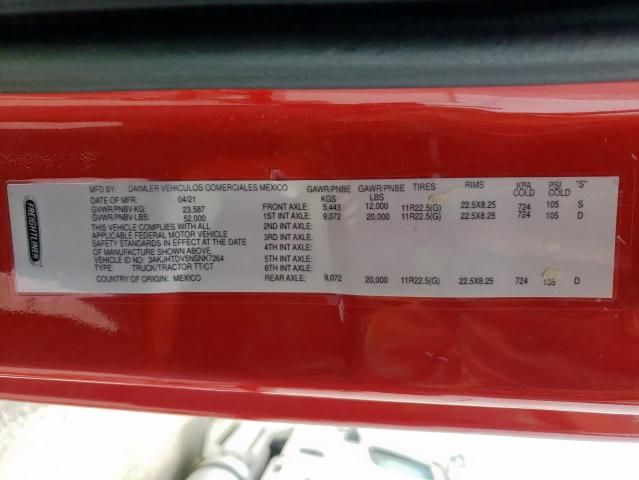 FREIGHTLINER
MFD BY: DAIMLER VEHICULOS COMERCIALES MEXICO
DATE OF MFR: 04/21
GVWR/PNBV-KG: 23,587
GVWR/PNBV-LBS: 52,000
THIS VEHICLE COMPLIES WITH ALL
APPLICABLE FEDERAL MOTOR VEHICLE
SAFETY STANDARDS IN EFFECT ON THE DATE
OF MANUFACTURE SHOWN ABOVE.
VEHICLE ID #: 3AKJHTDV5NSNK7264
TYPE: TRUCK/TRACTOR TT/CT
COUNTRY OF ORIGIN: MEXICO
GAWR/PNBE KGS GAWR/PNBE LBS TIRES RIMS KPA COLD PSI COLD "S"
FRONT AXLE: 5,443 12,000 11R22.5(G) 22.5X8.25 724 105 S
1ST INT AXLE: 9,072 20,000 11R22.5(G) 22.5X8.25 724 105 D
2ND INT AXLE:
3RD INT AXLE:
4TH INT AXLE:
5TH INT AXLE:
6TH INT AXLE:
REAR AXLE: 9,072 20,000 11R22.5(G) 22.5X8.25 724 105 D